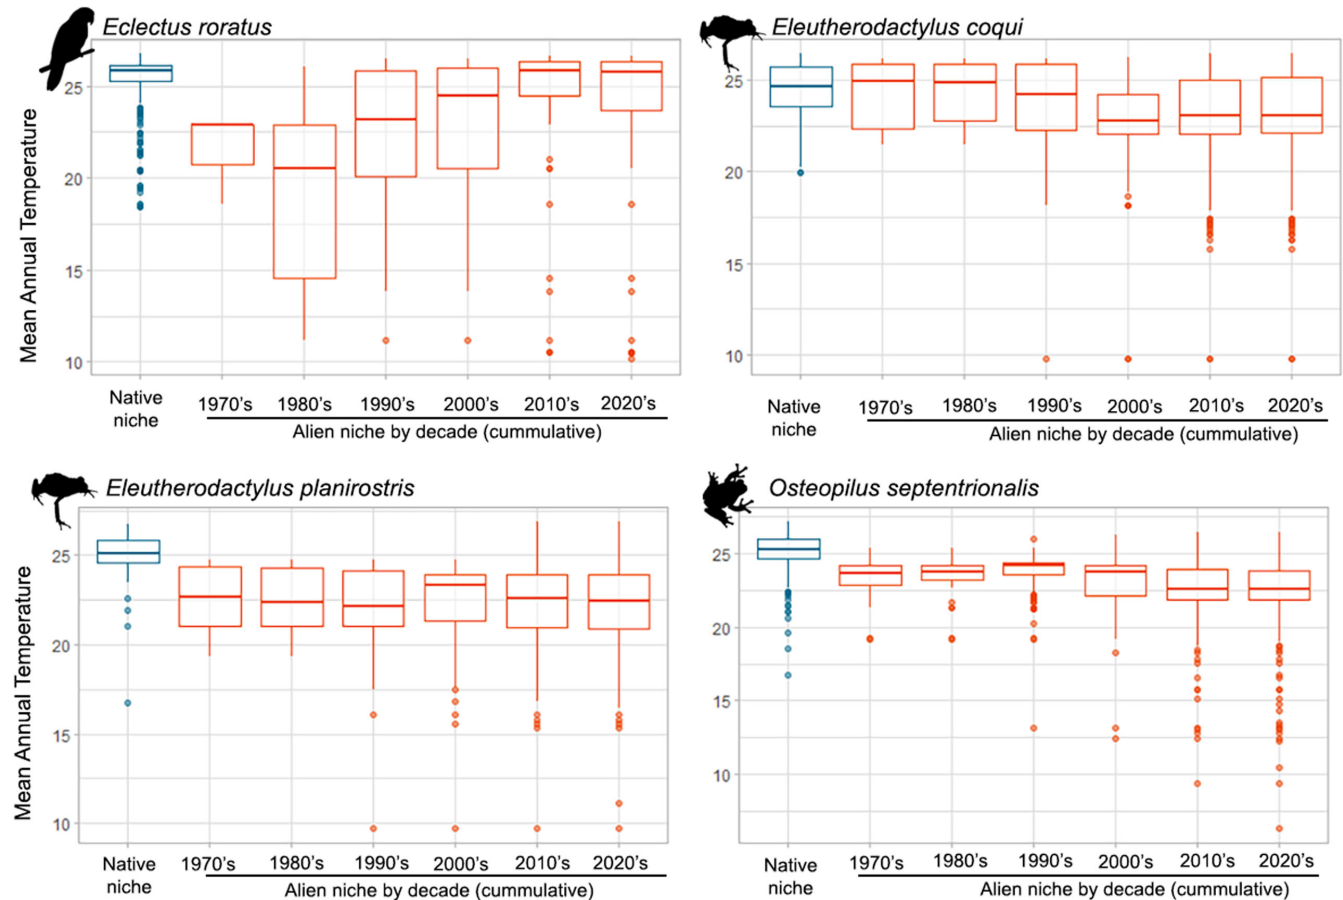 Eclectus roratus
Mean Annual Temperature
25
20
15
10
Native
niche
1970's 1980's 1990's 2000's 2010's 2020's
Alien niche by decade (cummulative)
Eleutherodactylus coqui
25
20
15
10
Native
niche
1970's 1980's 1990's 2000's 2010's 2020's
Alien niche by decade (cummulative)
Eleutherodactylus planirostris
Mean Annual Temperature
25
20
15
10
Native
niche
1970's 1980's 1990's 2000's 2010's 2020's
Alien niche by decade (cummulative)
Osteopilus septentrionalis
25
20
15
10
Native
niche
1970's 1980's 1990's 2000's 2010's 2020's
Alien niche by decade (cummulative)